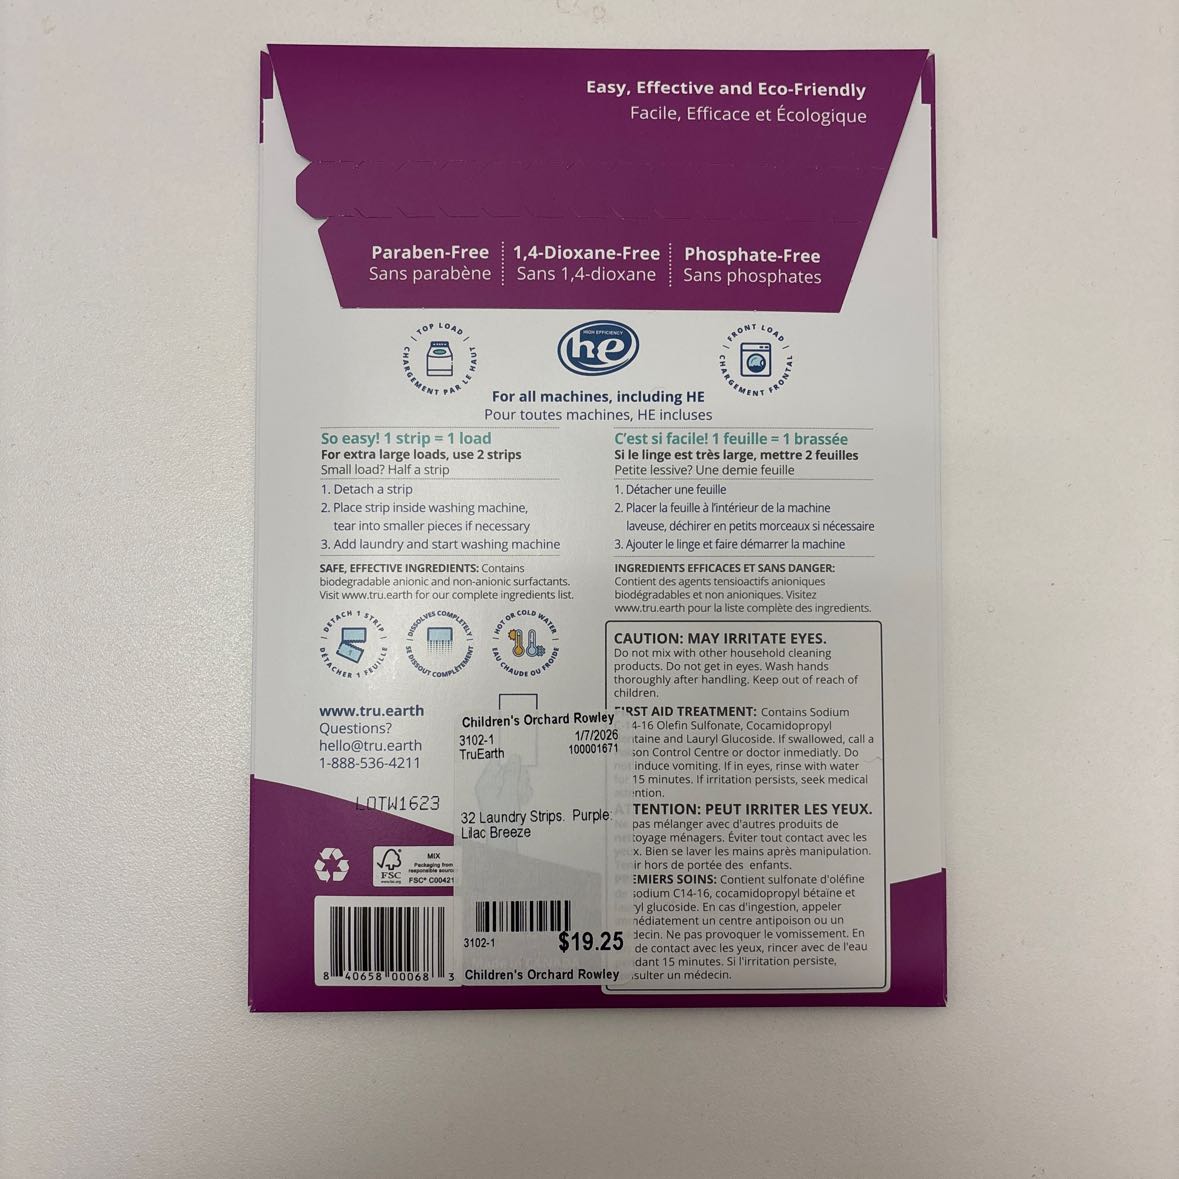 Easy, Effective and Eco-Friendly
Facile, Efficace et Écologique
Paraben-Free
Sans parabène
1,4-Dioxane-Free
Sans 1,4-dioxane
Phosphate-Free
Sans phosphates
TOP LOAD
CHARGEMENT PAR LE HAUT
HIGH EFFICIENCY
he
FRONT LOAD
CHARGEMENT FRONTAL
For all machines, including HE
Pour toutes machines, HE incluses
So easy! 1 strip = 1 load
For extra large loads, use 2 strips
Small load? Half a strip
1. Detach a strip
2. Place strip inside washing machine,
tear into smaller pieces if necessary
3. Add laundry and start washing machine
SAFE, EFFECTIVE INGREDIENTS: Contains
biodegradable anionic and non-anionic surfactants.
Visit www.tru.earth for our complete ingredients list.
DETACH 1 STRIP
DÉTACHER 1 FEUILLE
DISSOLVES COMPLETELY
SE DISSOUT COMPLÈTEMENT
HOT OR COLD WATER
EAU CHAUDE OU FROIDE
www.tru.earth
Questions?
hello@tru.earth
1-888-536-4211
LOTW1623
MIX
Packaging from
responsible
FSC
www.fsc.org
8 40658 00068 3
C'est si facile! 1 feuille = 1 brassée
Si le linge est très large, mettre 2 feuilles
Petite lessive? Une demie feuille
1. Détacher une feuille
2. Placer la feuille à l'intérieur de la machine
laveuse, déchirer en petits morceaux si nécessaire
3. Ajouter le linge et faire démarrer la machine
INGRÉDIENTS EFFICACES ET SANS DANGER:
Contient des agents tensioactifs anioniques
biodégradables et non anioniques. Visitez
www.tru.earth pour la liste complète des ingredients.
CAUTION: MAY IRRITATE EYES.
Do not mix with other household cleaning
products. Do not get in eyes. Wash hands
thoroughly after handling. Keep out of reach of
children.
FIRST AID TREATMENT: Contains Sodium
14-16 Olefin Sulfonate, Cocamidopropyl
and Lauryl Glucoside. If swallowed, call a
Control Centre or doctor inmediatly. Do
induce vomiting. If in eyes, rinse with water
15 minutes. If irritation persists, seek medical
ATTENTION: PEUT IRRITER LES YEUX.
Ne pas mélanger avec d'autres produits de
nettoyage ménagers. Éviter tout contact avec les
yeux. Bien se laver les mains après manipulation.
Tenir hors de portée des enfants.
PREMIERS SOINS: Contient sulfonate d'oléfine
de sodium C14-16, cocamidopropyl bétaïne et
glucoside. En cas d'ingestion, appeler
un centre antipoison ou un
Ne pas provoquer le vomissement. En
de contact avec les yeux, rincer avec de l'eau
15 minutes. Si l'irritation persiste,
un médecin.
Children's Orchard Rowley
3102-1 1/7/2026
TruEarth 100001671
32 Laundry Strips. Purple:
Lilac Breeze
3102-1 $19.25
Children's Orchard Rowley